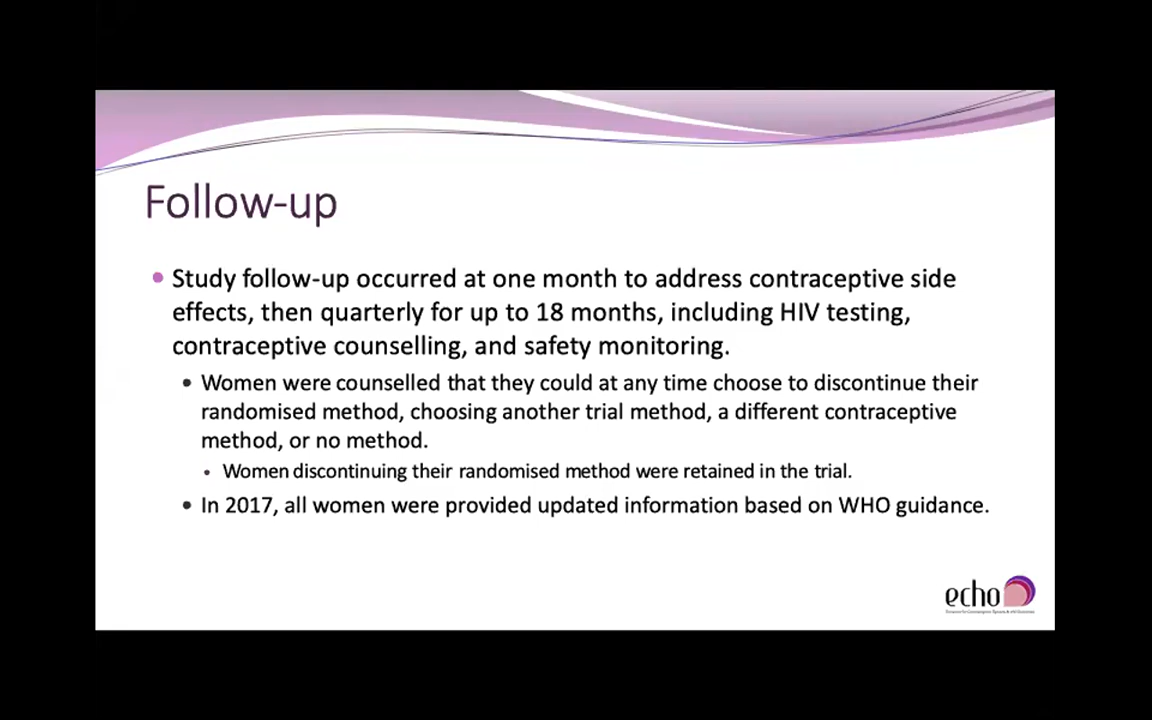 Follow-up
• Study follow-up occurred at one month to address contraceptive side
effects, then quarterly for up to 18 months, including HIV testing,
contraceptive counselling, and safety monitoring.
• Women were counselled that they could at any time choose to discontinue their
randomised method, choosing another trial method, a different contraceptive
method, or no method.
• Women discontinuing their randomised method were retained in the trial.
• In 2017, all women were provided updated information based on WHO guidance.
echo